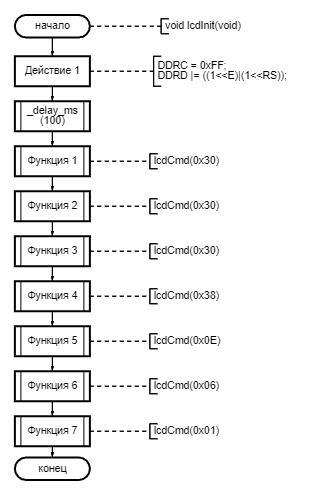 начало
void lcdInit(void)
Действие 1
DDRC = 0xFF;
DDRD |= ((1<<E)|(1<<RS));
_delay_ms
(100)
Функция 1
lcdCmd(0x30)
Функция 2
lcdCmd(0x30)
Функция 3
lcdCmd(0x30)
Функция 4
lcdCmd(0x38)
Функция 5
lcdCmd(0x0E)
Функция 6
lcdCmd(0x06)
Функция 7
lcdCmd(0x01)
конец